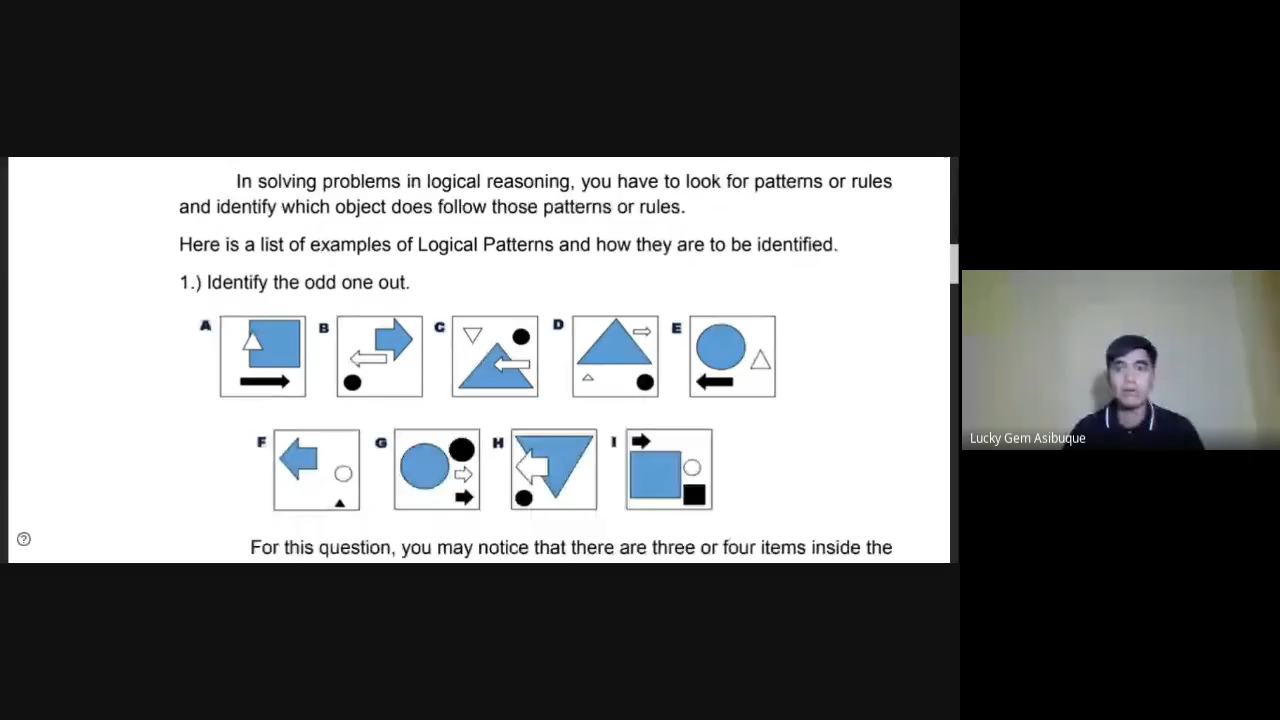 In solving problems in logical reasoning, you have to look for patterns or rules
and identify which object does follow those patterns or rules.
Here is a list of examples of Logical Patterns and how they are to be identified.
1.) Identify the odd one out.
A B C D E
F G H I
Lucky Gem Asibuque
For this question, you may notice that there are three or four items inside the